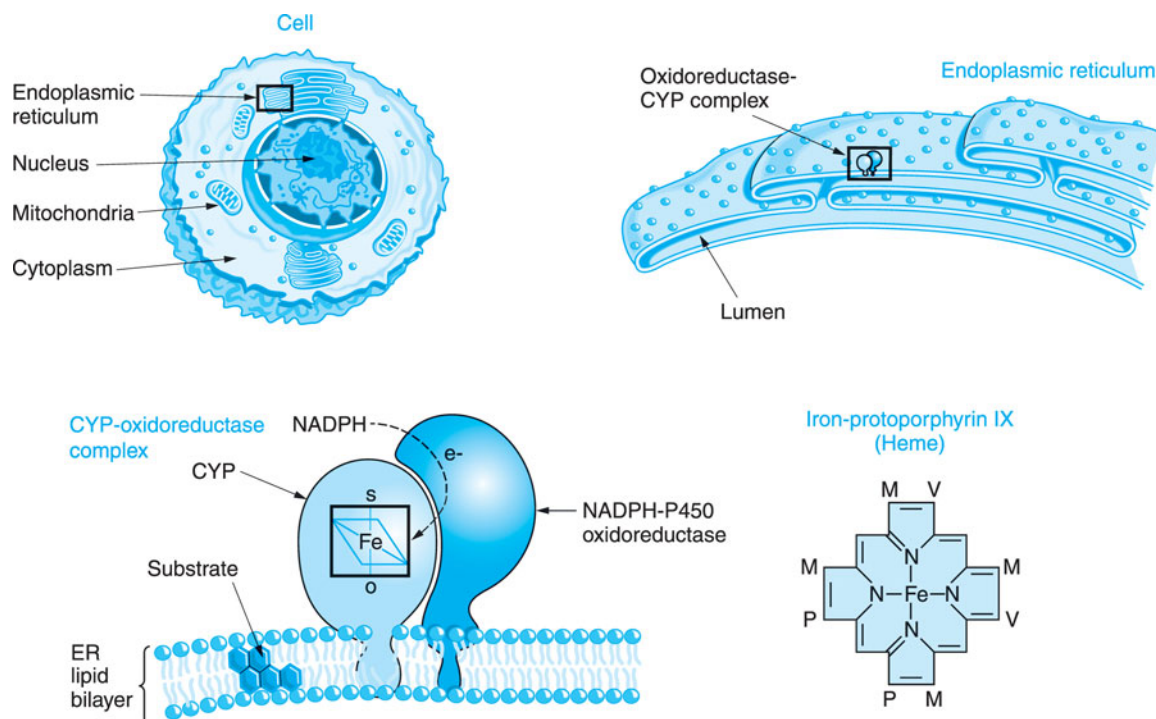 Cell
Endoplasmic
reticulum
Nucleus
Mitochondria
Cytoplasm
Endoplasmic reticulum
Oxidoreductase-
CYP complex
Lumen
CYP-oxidoreductase
complex
NADPH
e-
CYP
S
Fe
O
NADPH-P450
oxidoreductase
Substrate
ER
lipid
bilayer
Iron-protoporphyrin IX
(Heme)
M V
M M
N
N Fe N
N
P V
P M